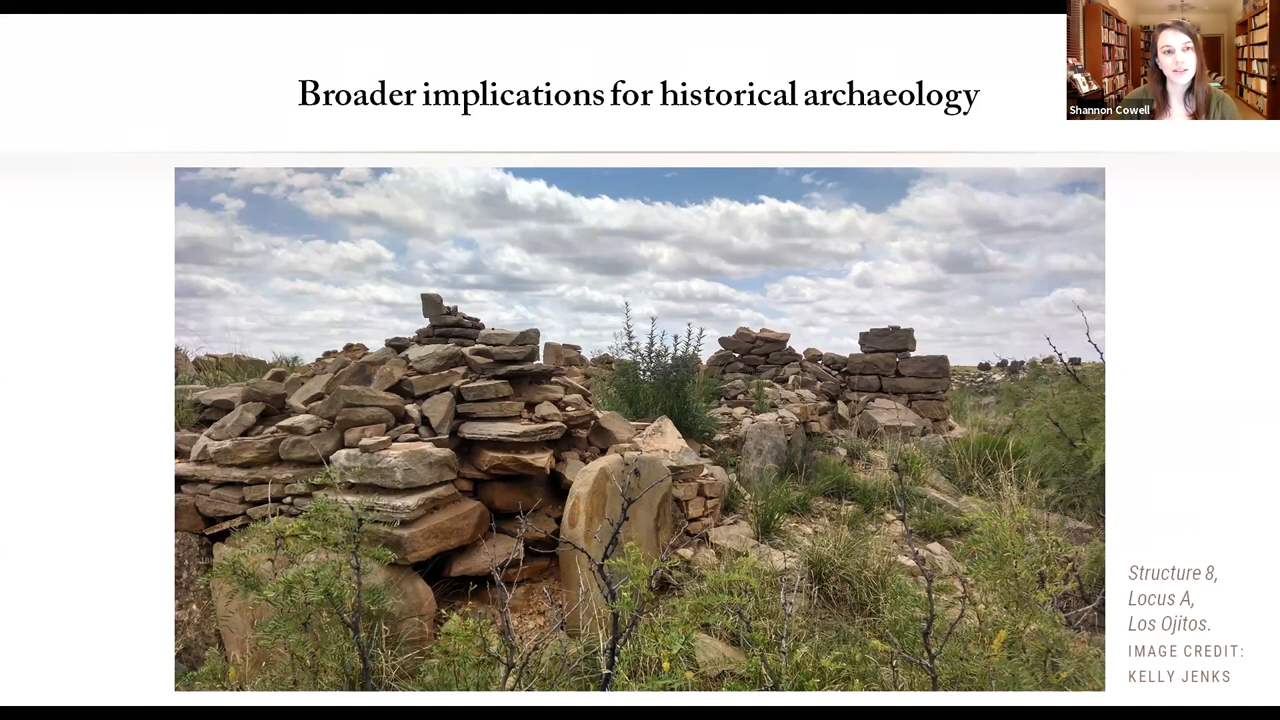 Broader implications for historical archaeology
Shannon Cowell
Structure 8,
Locus A,
Los Ojitos.
IMAGE CREDIT:
KELLY JENKS